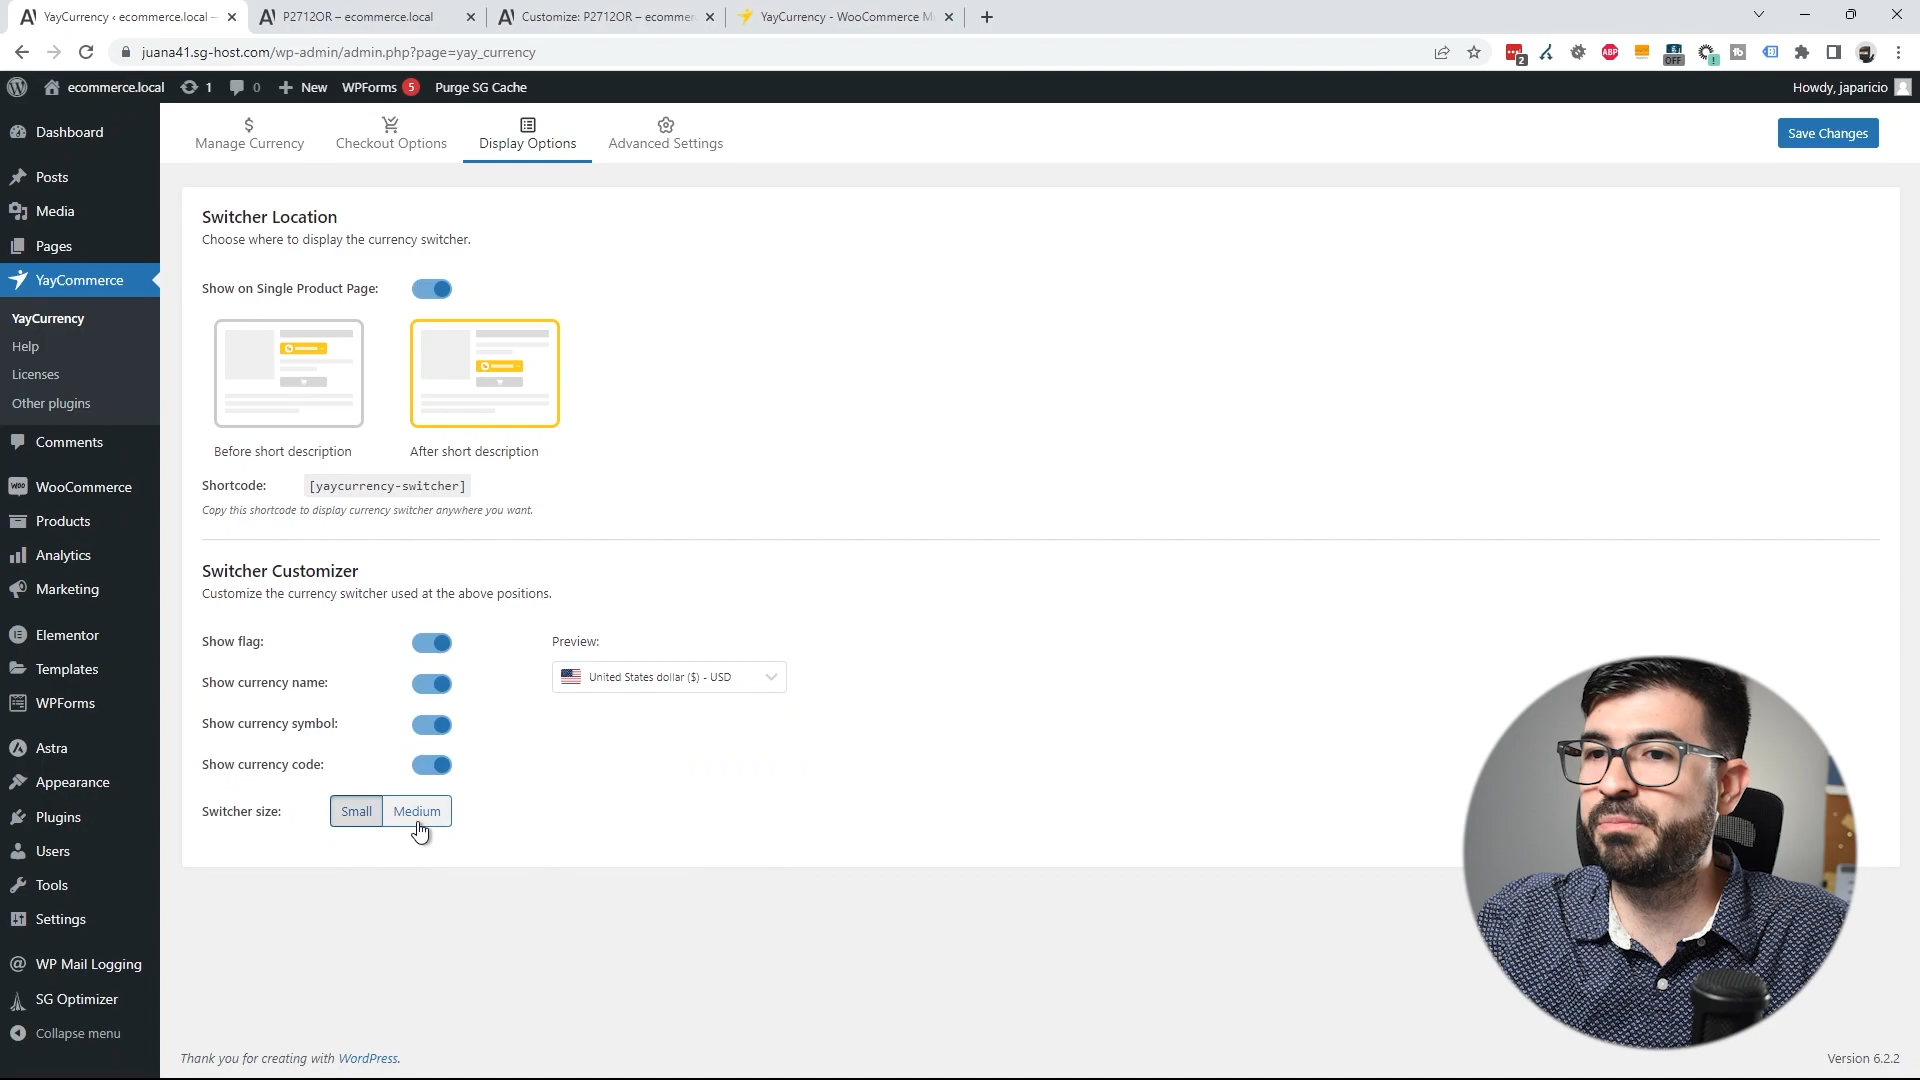 YayCurrency ‹ ecommerce.local –
P2712OR – ecommerce.local
Customize: P2712OR – ecommer
YayCurrency - WooCommerce M
juana41.sg-host.com/wp-admin/admin.php?page=yay_currency
2
ABP
OFF
!
ecommerce.local
1
0
New
WPForms
5
Purge SG Cache
Howdy, japaricio
Dashboard
Posts
Media
Pages
YayCommerce
YayCurrency
Help
Licenses
Other plugins
Comments
WooCommerce
Products
Analytics
Marketing
Elementor
Templates
WPForms
Astra
Appearance
Plugins
Users
Tools
Settings
WP Mail Logging
SG Optimizer
Collapse menu
Manage Currency
Checkout Options
Display Options
Advanced Settings
Save Changes
Switcher Location
Choose where to display the currency switcher.
Show on Single Product Page:
Before short description
After short description
Shortcode:
[yaycurrency-switcher]
Copy this shortcode to display currency switcher anywhere you want.
Switcher Customizer
Customize the currency switcher used at the above positions.
Show flag:
Preview:
United States dollar ($) - USD
Show currency name:
Show currency symbol:
Show currency code:
Switcher size:
Small
Medium
Thank you for creating with WordPress.
Version 6.2.2